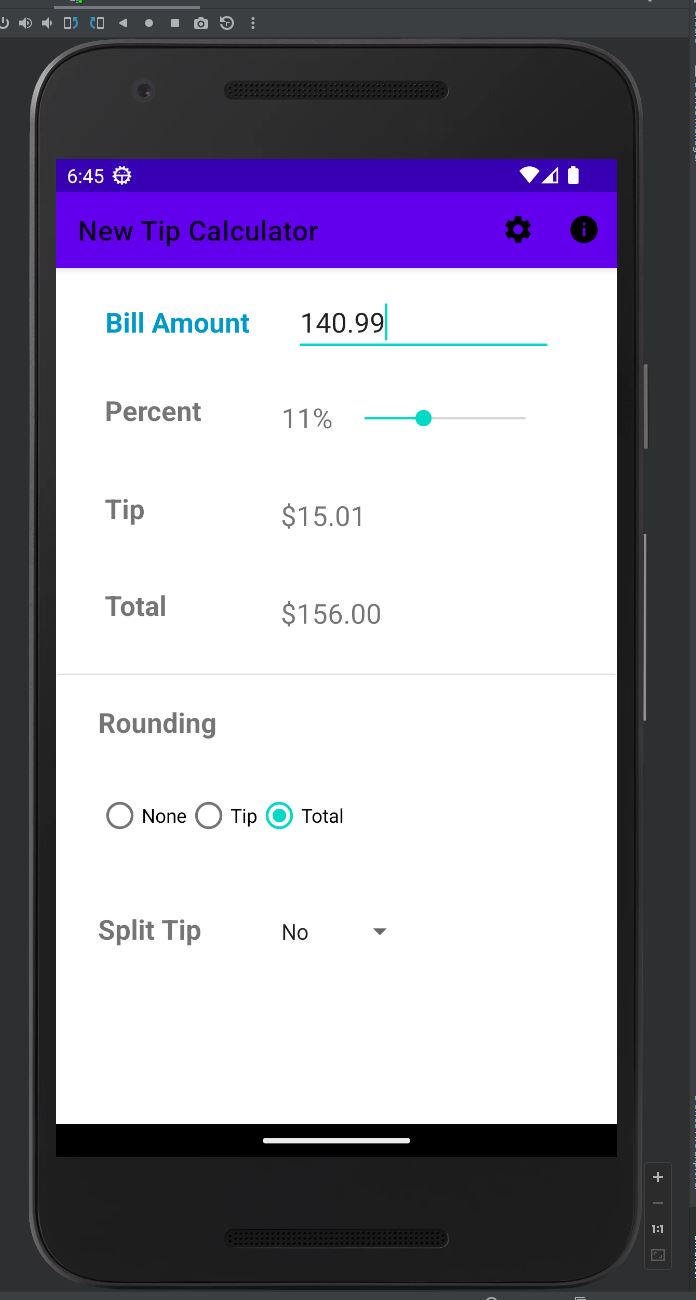 6:45
New Tip Calculator
Bill Amount 140.99
Percent 11%
Tip $15.01
Total $156.00
Rounding
None Tip Total
Split Tip No
1:1